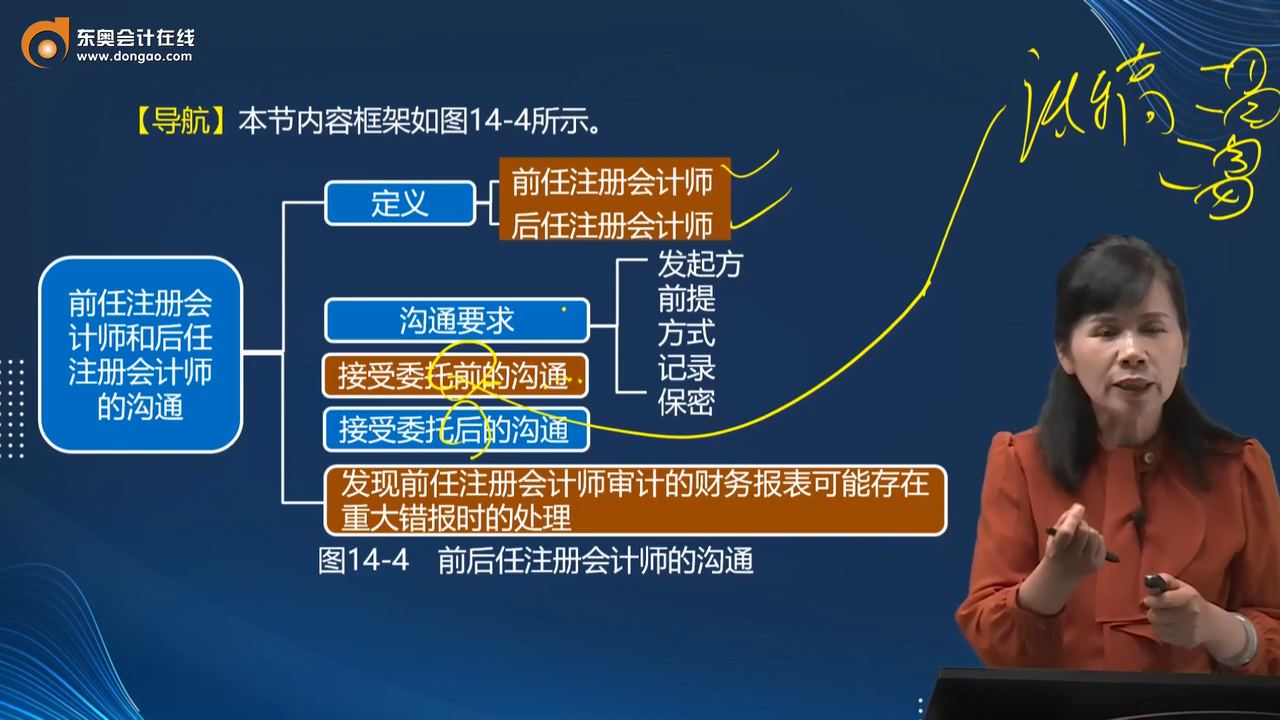 东奥会计在线
www.dongao.com
【导航】本节内容框架如图14-4所示。
前任注册会
计师和后任
注册会计师
的沟通
定义
前任注册会计师
后任注册会计师
沟通要求
发起方
前提
方式
记录
保密
接受委托前的沟通
接受委托后的沟通
发现前任注册会计师审计的财务报表可能存在
重大错报时的处理
图14-4 前后任注册会计师的沟通